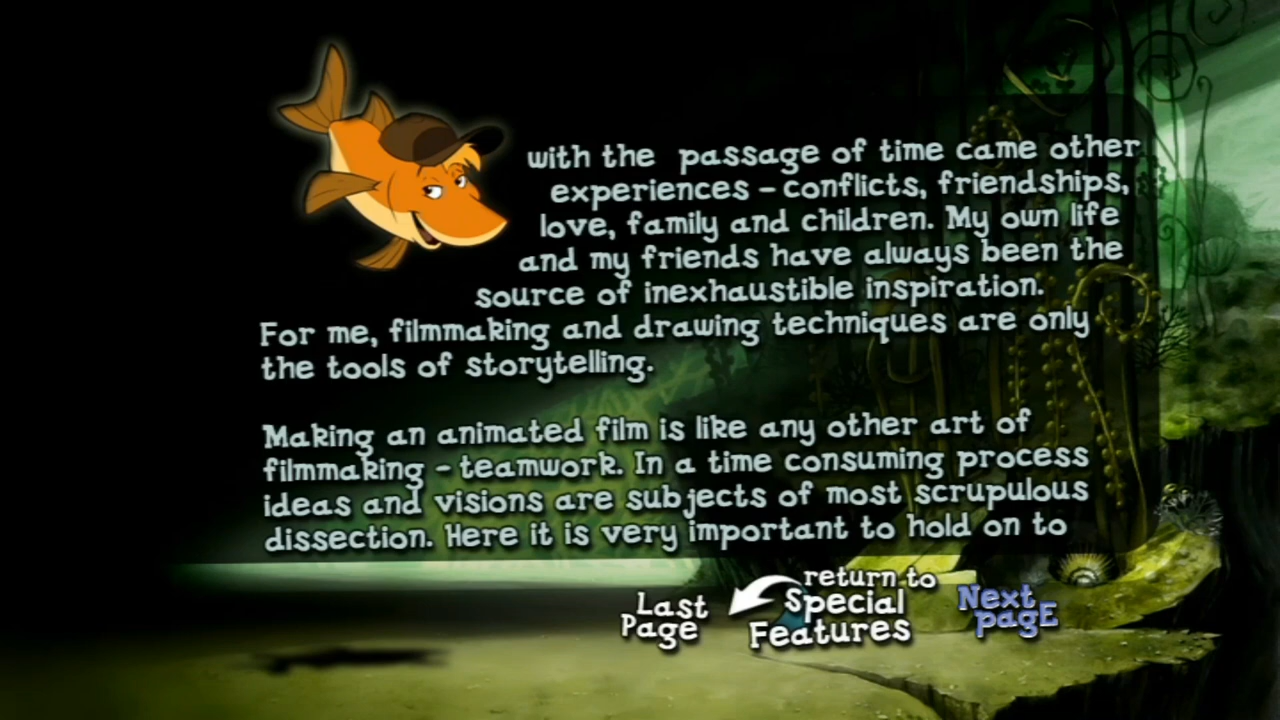 with the passage of time came other
experiences - conflicts, friendships,
love, family and children. My own life
and my friends have always been the
source of inexhaustible inspiration.
For me, filmmaking and drawing techniques are only
the tools of storytelling.
Making an animated film is like any other art of
filmmaking - teamwork. In a time consuming process
ideas and visions are subjects of most scrupulous
dissection. Here it is very important to hold on to
Last
Page
return to
Special
Features
Next
pagE